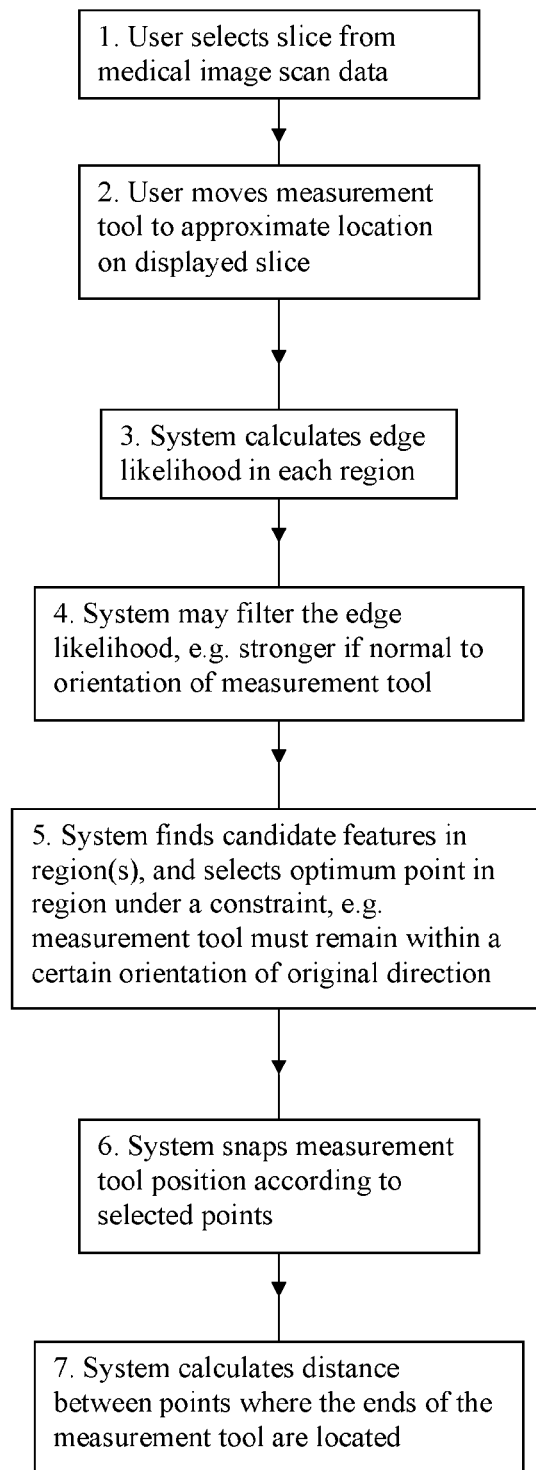 1. User selects slice from
medical image scan data
2. User moves measurement
tool to approximate location
on displayed slice
3. System calculates edge
likelihood in each region
4. System may filter the edge
likelihood, e.g. stronger if normal to
orientation of measurement tool
5. System finds candidate features in
region(s), and selects optimum point in
region under a constraint, e.g.
measurement tool must remain within a
certain orientation of original direction
6. System snaps measurement
tool position according to
selected points
7. System calculates distance
between points where the ends of the
measurement tool are located